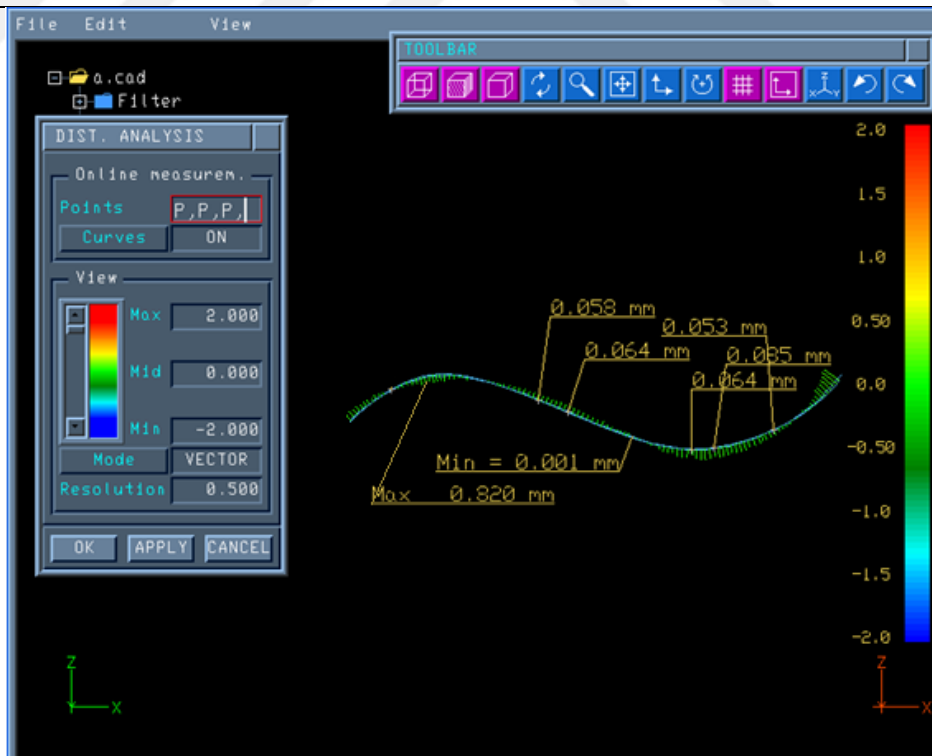 File Edit View
TOOLBAR
a.cad
Filter
DIST. ANALYSIS
Online measurem.
Points P,P,P,
Curves ON
View
Max 2.000
Mid 0.000
Min -2.000
Mode VECTOR
Resolution 0.500
OK APPLY CANCEL
0.058 mm
0.053 mm
0.064 mm
0.085 mm
0.064 mm
Min = 0.001 mm
Max 0.820 mm
2.0
1.5
1.0
0.50
0.0
-0.50
-1.0
-1.5
-2.0
Z
X
Z
X